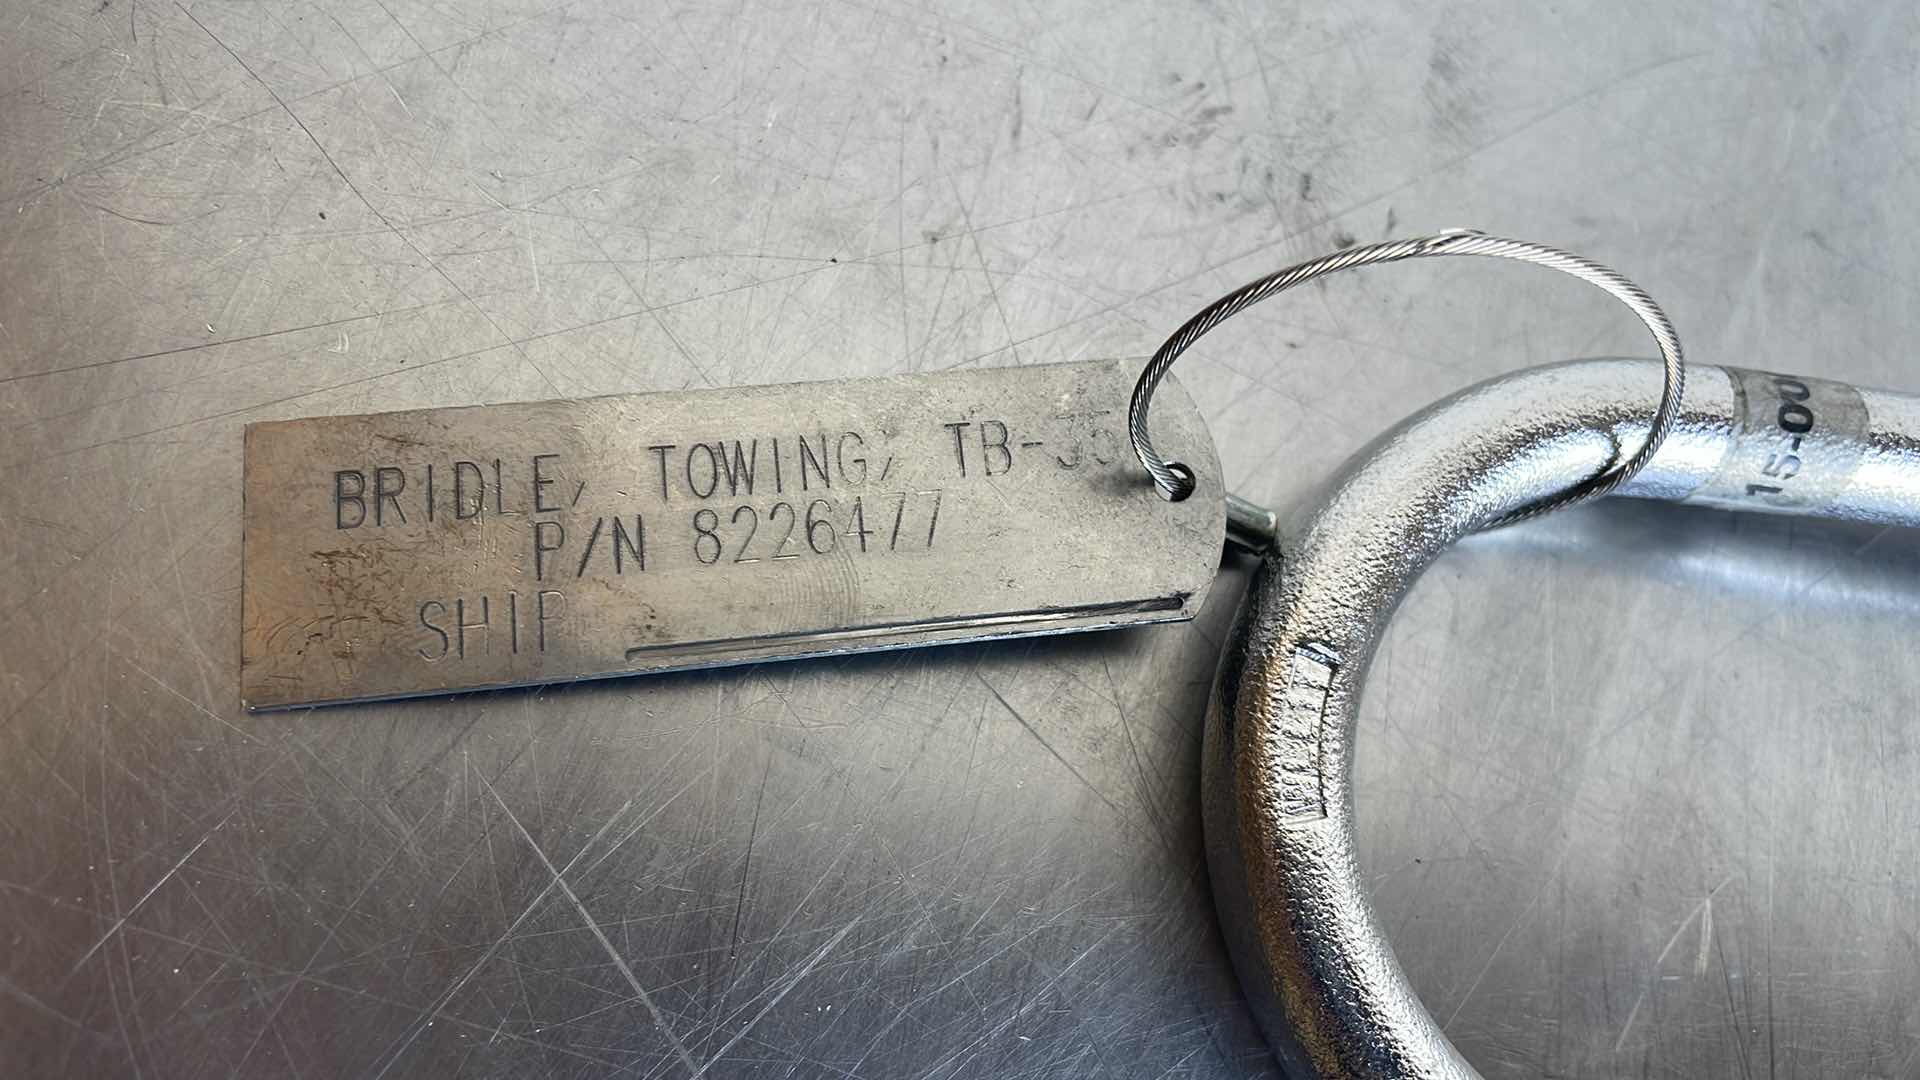 BRIDLE, TOWING, TB-35
P/N 8226477
SHIP